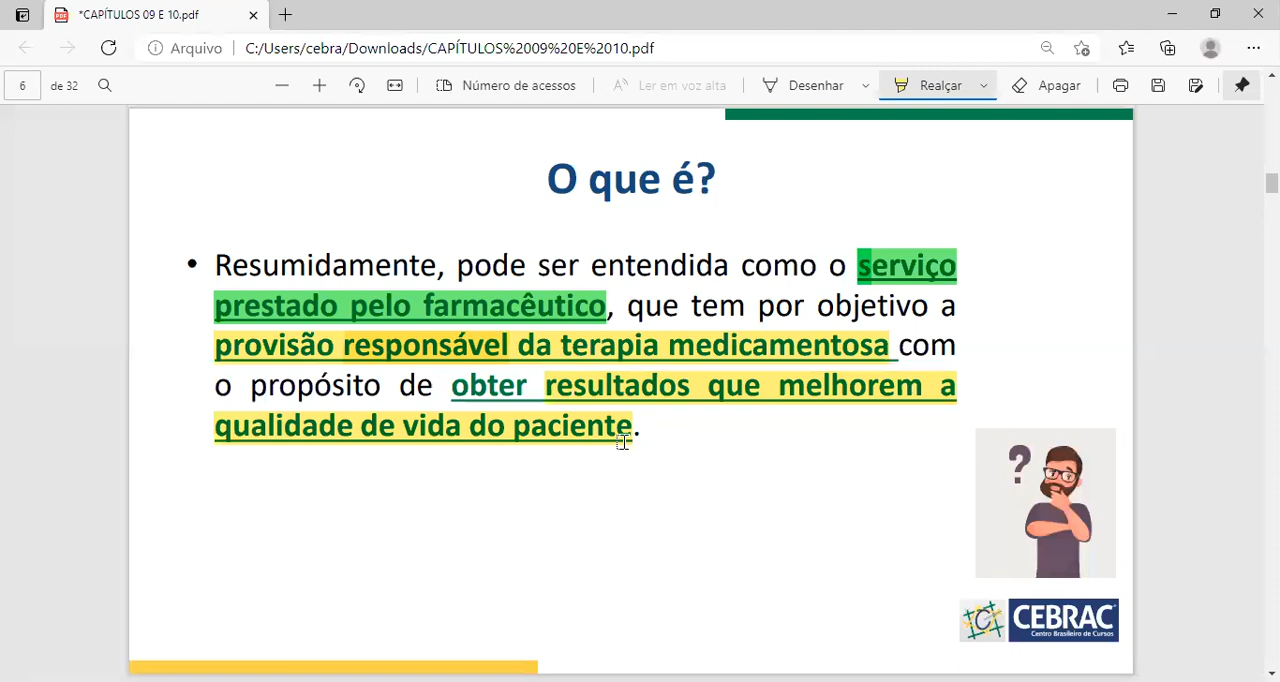 *CAPÍTULOS 09 E 10.pdf
Arquivo C:/Users/cebra/Downloads/CAPÍTULOS%2009%20E%2010.pdf
6 de 32 Número de acessos Ler em voz alta Desenhar Realçar Apagar
O que é?
• Resumidamente, pode ser entendida como o serviço
prestado pelo farmacêutico, que tem por objetivo a
provisão responsável da terapia medicamentosa com
o propósito de obter resultados que melhorem a
qualidade de vida do paciente.
?
CEBRAC
Centro Brasileiro de Cursos